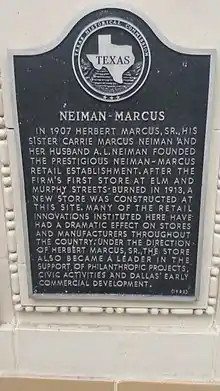 TEXAS HISTORICAL COMMISSION
TEXAS
NEIMAN-MARCUS
IN 1907 HERBERT MARCUS, SR., HIS
SISTER CARRIE MARCUS NEIMAN AND
HER HUSBAND A.L. NEIMAN FOUNDED
THE PRESTIGIOUS NEIMAN-MARCUS
RETAIL ESTABLISHMENT. AFTER THE
FIRM'S FIRST STORE AT ELM AND
MURPHY STREETS BURNED IN 1913, A
NEW STORE WAS CONSTRUCTED AT
THIS SITE. MANY OF THE RETAIL
INNOVATIONS INSTITUTED HERE HAVE
HAD A DRAMATIC EFFECT ON STORES
AND MANUFACTURERS THROUGHOUT
THE COUNTRY. UNDER THE DIRECTION
OF HERBERT MARCUS, SR. THE STORE
ALSO BECAME A LEADER IN THE
SUPPORT OF PHILANTHROPIC PROJECTS,
CIVIC ACTIVITIES AND DALLAS' EARLY
COMMERCIAL DEVELOPMENT.